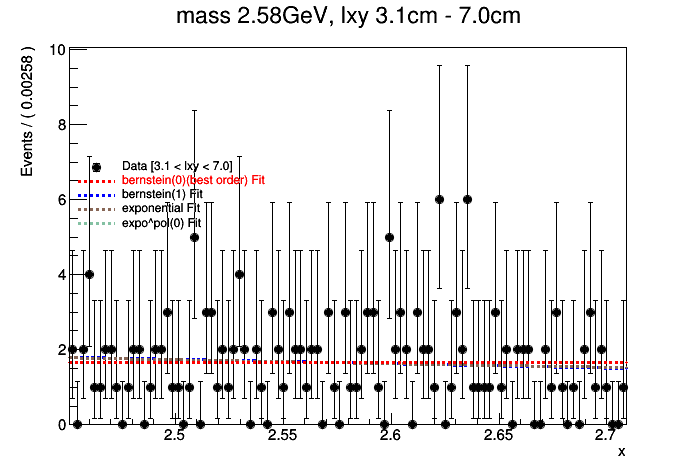 mass 2.58GeV, lxy 3.1cm - 7.0cm
Events / ( 0.00258 )
10
8
6
4
2
0
Data [3.1 < lxy < 7.0]
bernstein(0)(best order) Fit
bernstein(1) Fit
exponential Fit
expo^pol(0) Fit
2.5
2.55
2.6
2.65
2.7
x